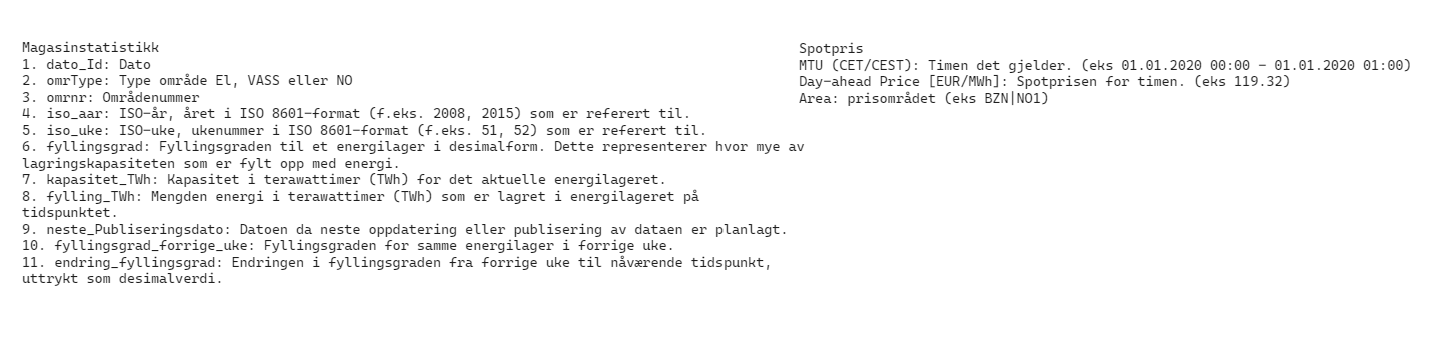 Magasinstatistikk
1. dato_Id: Dato
2. omrType: Type område El, VASS eller NO
3. omrnr: Områdenummer
4. iso_aar: ISO-år, året i ISO 8601-format (f.eks. 2008, 2015) som er referert til.
5. iso_uke: ISO-uke, ukenummer i ISO 8601-format (f.eks. 51, 52) som er referert til.
6. fyllingsgrad: Fyllingsgraden til et energilager i desimalform. Dette representerer hvor mye av
lagringskapasiteten som er fylt opp med energi.
7. kapasitet_TWh: Kapasitet i terawattimer (TWh) for det aktuelle energilageret.
8. fylling_TWh: Mengden energi i terawattimer (TWh) som er lagret i energilageret på
tidspunktet.
9. neste_Publiseringsdato: Datoen da neste oppdatering eller publisering av dataen er planlagt.
10. fyllingsgrad_forrige_uke: Fyllingsgraden for samme energilager i forrige uke.
11. endring_fyllingsgrad: Endringen i fyllingsgraden fra forrige uke til nåværende tidspunkt,
uttrykt som desimalverdi.
Spotpris
MTU (CET/CEST): Timen det gjelder. (eks 01.01.2020 00:00 - 01.01.2020 01:00)
Day-ahead Price [EUR/MWh]: Spotprisen for timen. (eks 119.32)
Area: prisområdet (eks BZN|NO1)